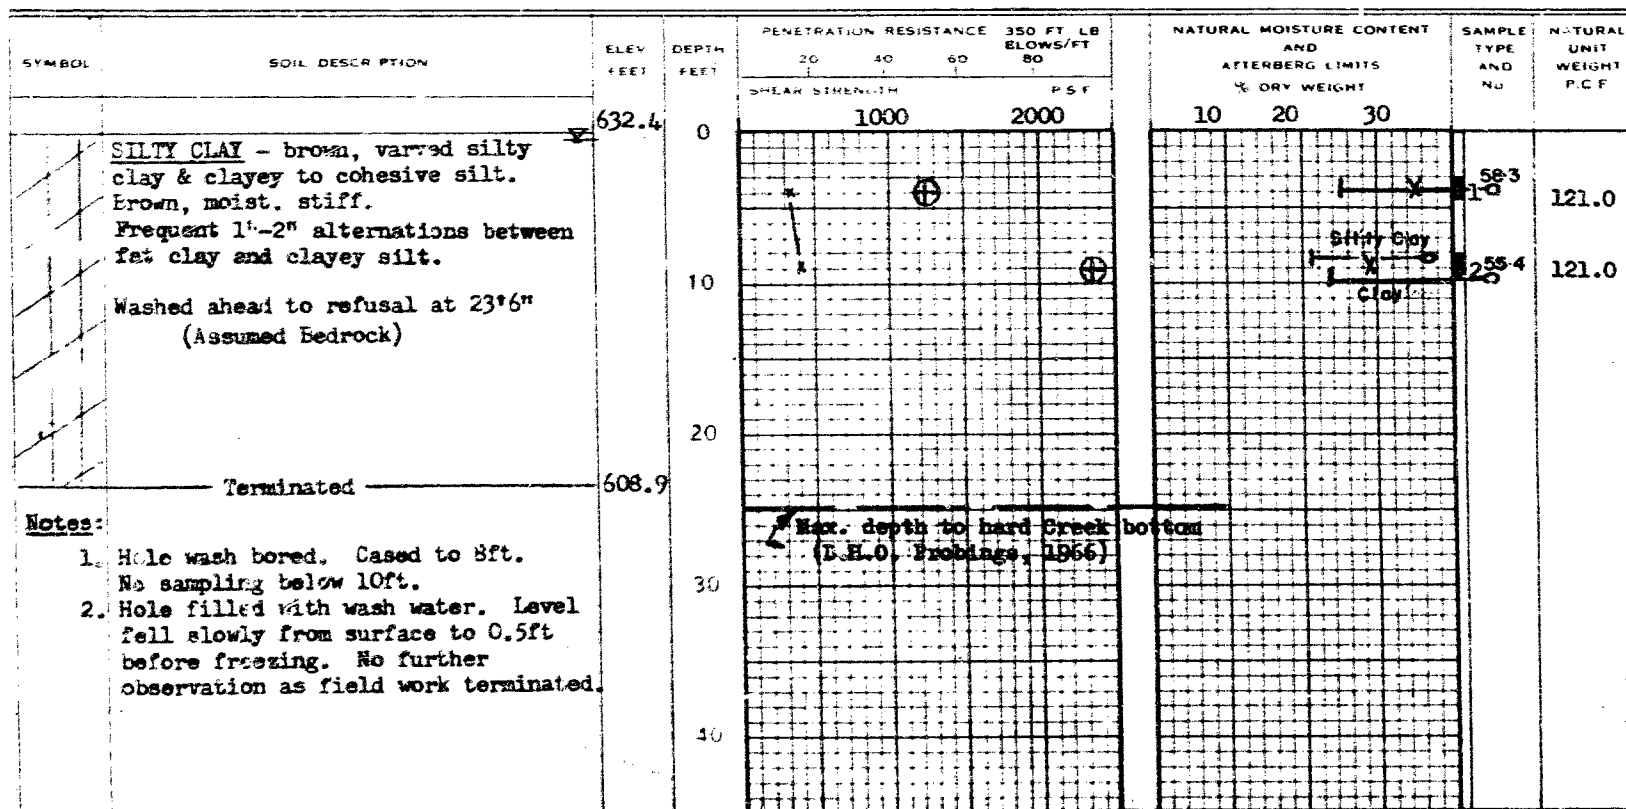 SYMBOL
SOIL DESCR PTION
ELEV FEET
DEPTH FEET
PENETRATION RESISTANCE 350 FT LB
BLOWS/FT
20 40 60 80
SHEAR STRENGTH P S F
1000 2000
NATURAL MOISTURE CONTENT
AND
ATTERBERG LIMITS
% DRY WEIGHT
10 20 30
SAMPLE
TYPE
AND
No
NATURAL
UNIT
WEIGHT
P.C.F
632.4
0
SILTY CLAY - brown, varved silty
clay & clayey to cohesive silt.
Brown, moist, stiff.
Frequent 1"-2" alternations between
fat clay and clayey silt.
Washed ahead to refusal at 23'6"
(Assumed Bedrock)
58.3
1
121.0
Silty Clay
10
2
55.4
121.0
Clay
20
Terminated
608.9
Max. depth to hard Creek bottom
(D.H.O. Probings, 1966)
30
40
Notes:
1. Hole wash bored. Cased to 8ft.
No sampling below 10ft.
2. Hole filled with wash water. Level
fell slowly from surface to 0.5ft
before freezing. No further
observation as field work terminated.